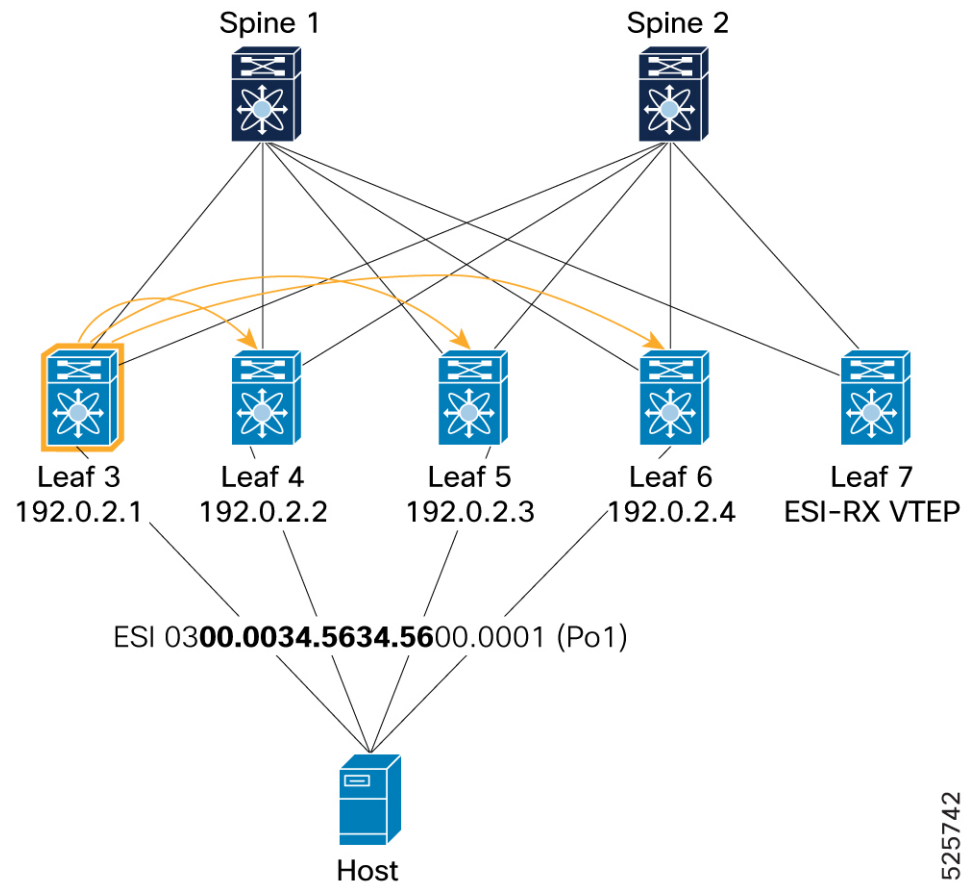 Spine 1
Spine 2
Leaf 3
192.0.2.1
Leaf 4
192.0.2.2
Leaf 5
192.0.2.3
Leaf 6
192.0.2.4
Leaf 7
ESI-RX VTEP
ESI 0300.0034.5634.5600.0001 (Po1)
Host
525742